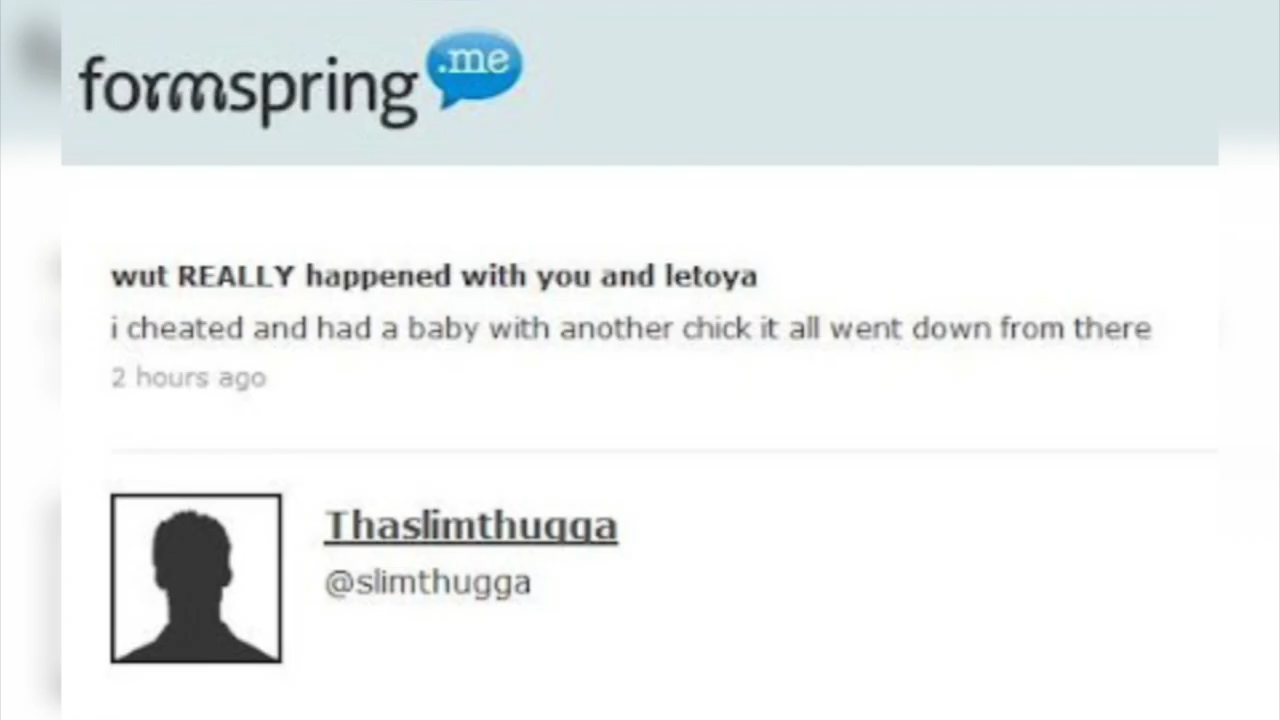 formspring.me
wut REALLY happened with you and letoya
i cheated and had a baby with another chick it all went down from there
2 hours ago
Thaslimthugga
@slimthugga